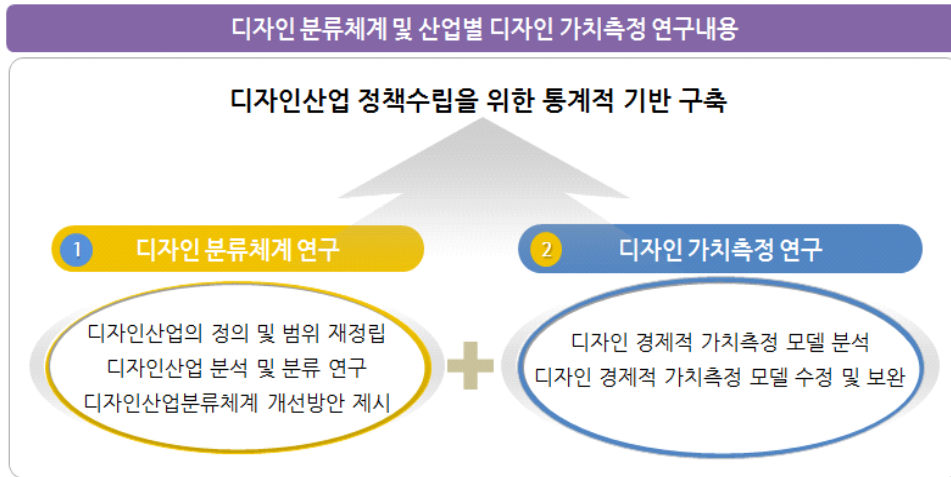 디자인 분류체계 및 산업별 디자인 가치측정 연구내용
디자인산업 정책수립을 위한 통계적 기반 구축
1 디자인 분류체계 연구
디자인산업의 정의 및 범위 재정립
디자인산업 분석 및 분류 연구
디자인산업분류체계 개선방안 제시
2 디자인 가치측정 연구
디자인 경제적 가치측정 모델 분석
디자인 경제적 가치측정 모델 수정 및 보완